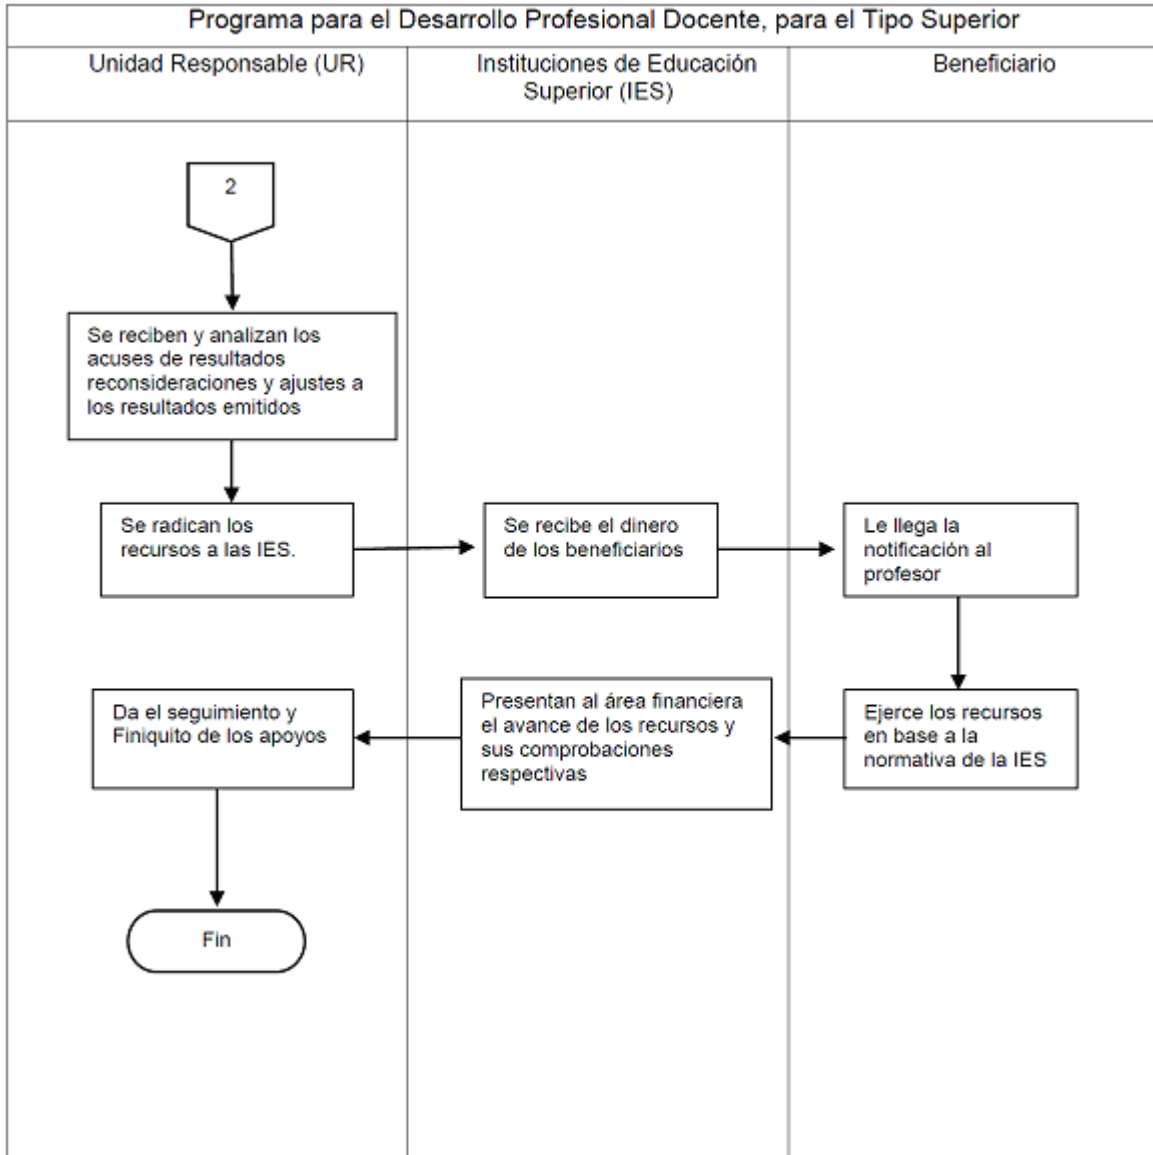 Programa para el Desarrollo Profesional Docente, para el Tipo Superior
Unidad Responsable (UR)
Instituciones de Educación
Superior (IES)
Beneficiario
2
Se reciben y analizan los
acuses de resultados
reconsideraciones y ajustes a
los resultados emitidos
Se radican los
recursos a las IES.
Se recibe el dinero
de los beneficiarios
Le llega la
notificación al
profesor
Ejerce los recursos
en base a la
normativa de la IES
Presentan al área financiera
el avance de los recursos y
sus comprobaciones
respectivas
Da el seguimiento y
Finiquito de los apoyos
Fin